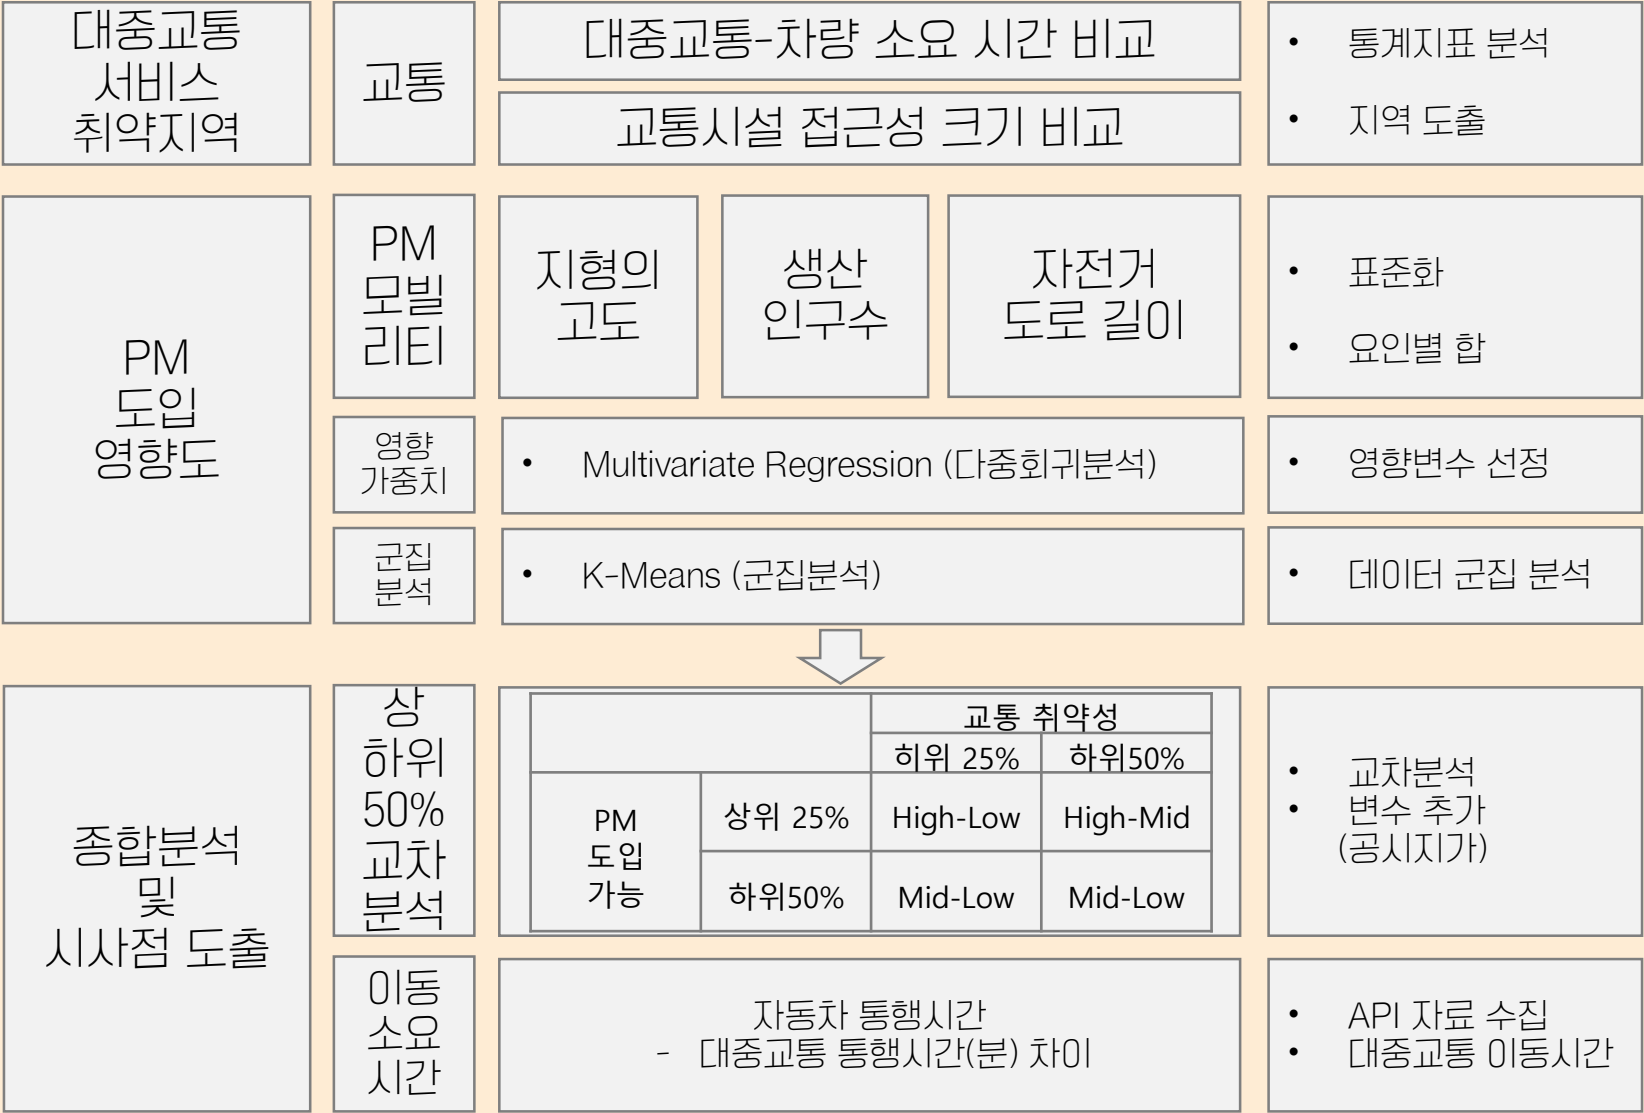 대중교통
서비스
취약지역
교통
대중교통-차량 소요 시간 비교
교통시설 접근성 크기 비교
• 통계지표 분석
• 지역 도출
PM
도입
영향도
PM
모빌
리티
지형의
고도
생산
인구수
자전거
도로 길이
• 표준화
• 요인별 합
영향
가중치
• Multivariate Regression (다중회귀분석)
• 영향변수 선정
군집
분석
• K-Means (군집분석)
• 데이터 군집 분석
종합분석
및
시사점 도출
상
하위
50%
교차
분석
교통 취약성
히위 25%
하위50%
PM
도입
가능
상위 25%
High-Low
High-Mid
하위50%
Mid-Low
Mid-Low
• 교차분석
• 변수 추가
(공시지가)
이동
소요
시간
자동차 통행시간
- 대중교통 통행시간(분) 차이
• API 자료 수집
• 대중교통 이동시간